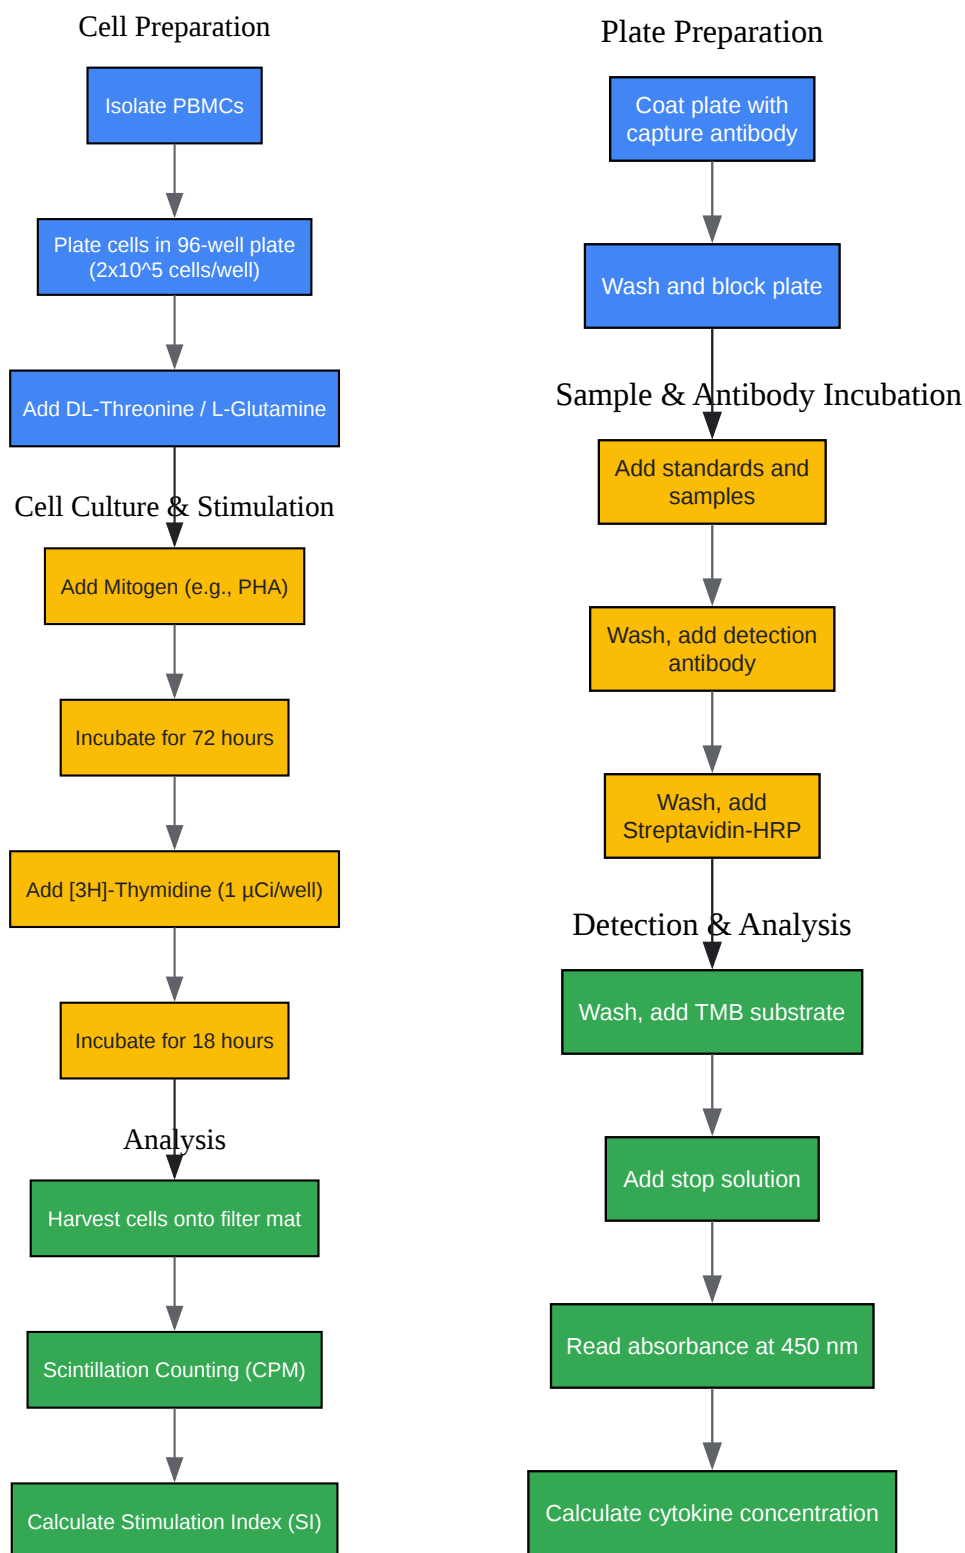 Cell Preparation
Isolate PBMCs
Plate cells in 96-well plate
(2x10^5 cells/well)
Add DL-Threonine / L-Glutamine
Cell Culture & Stimulation
Add Mitogen (e.g., PHA)
Incubate for 72 hours
Add [3H]-Thymidine (1 µCi/well)
Incubate for 18 hours
Analysis
Harvest cells onto filter mat
Scintillation Counting (CPM)
Calculate Stimulation Index (SI)
Plate Preparation
Coat plate with
capture antibody
Wash and block plate
Sample & Antibody Incubation
Add standards and
samples
Wash, add detection
antibody
Wash, add
Streptavidin-HRP
Detection & Analysis
Wash, add TMB substrate
Add stop solution
Read absorbance at 450 nm
Calculate cytokine concentration